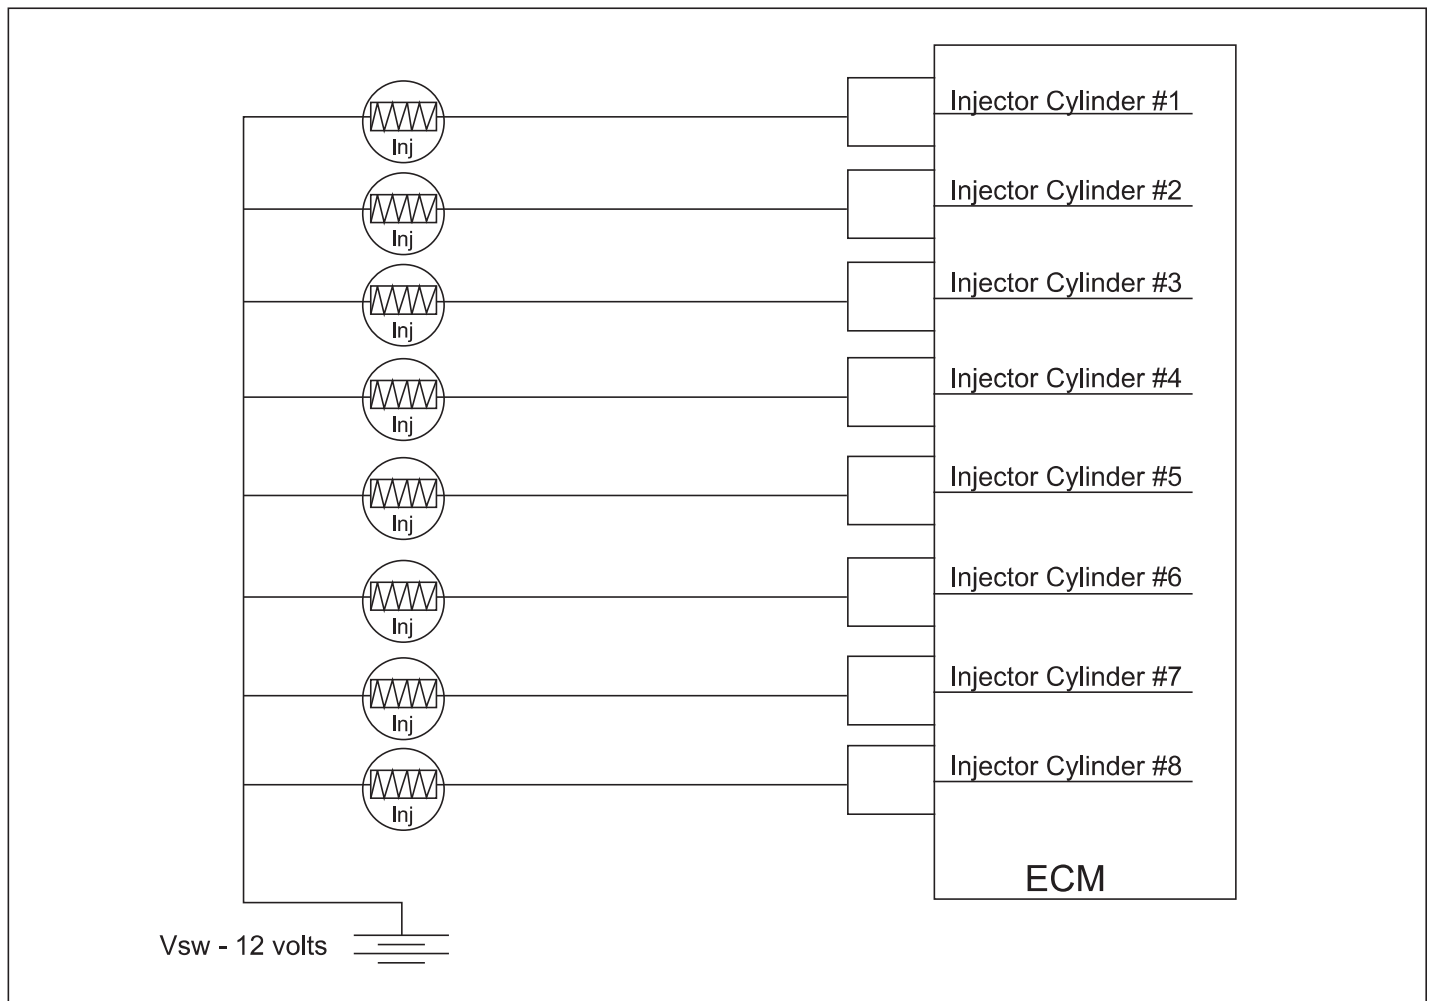 Injector Cylinder #1
Inj
Injector Cylinder #2
Inj
Injector Cylinder #3
Inj
Injector Cylinder #4
Inj
Injector Cylinder #5
Inj
Injector Cylinder #6
Inj
Injector Cylinder #7
Inj
Injector Cylinder #8
Inj
ECM
Vsw - 12 volts